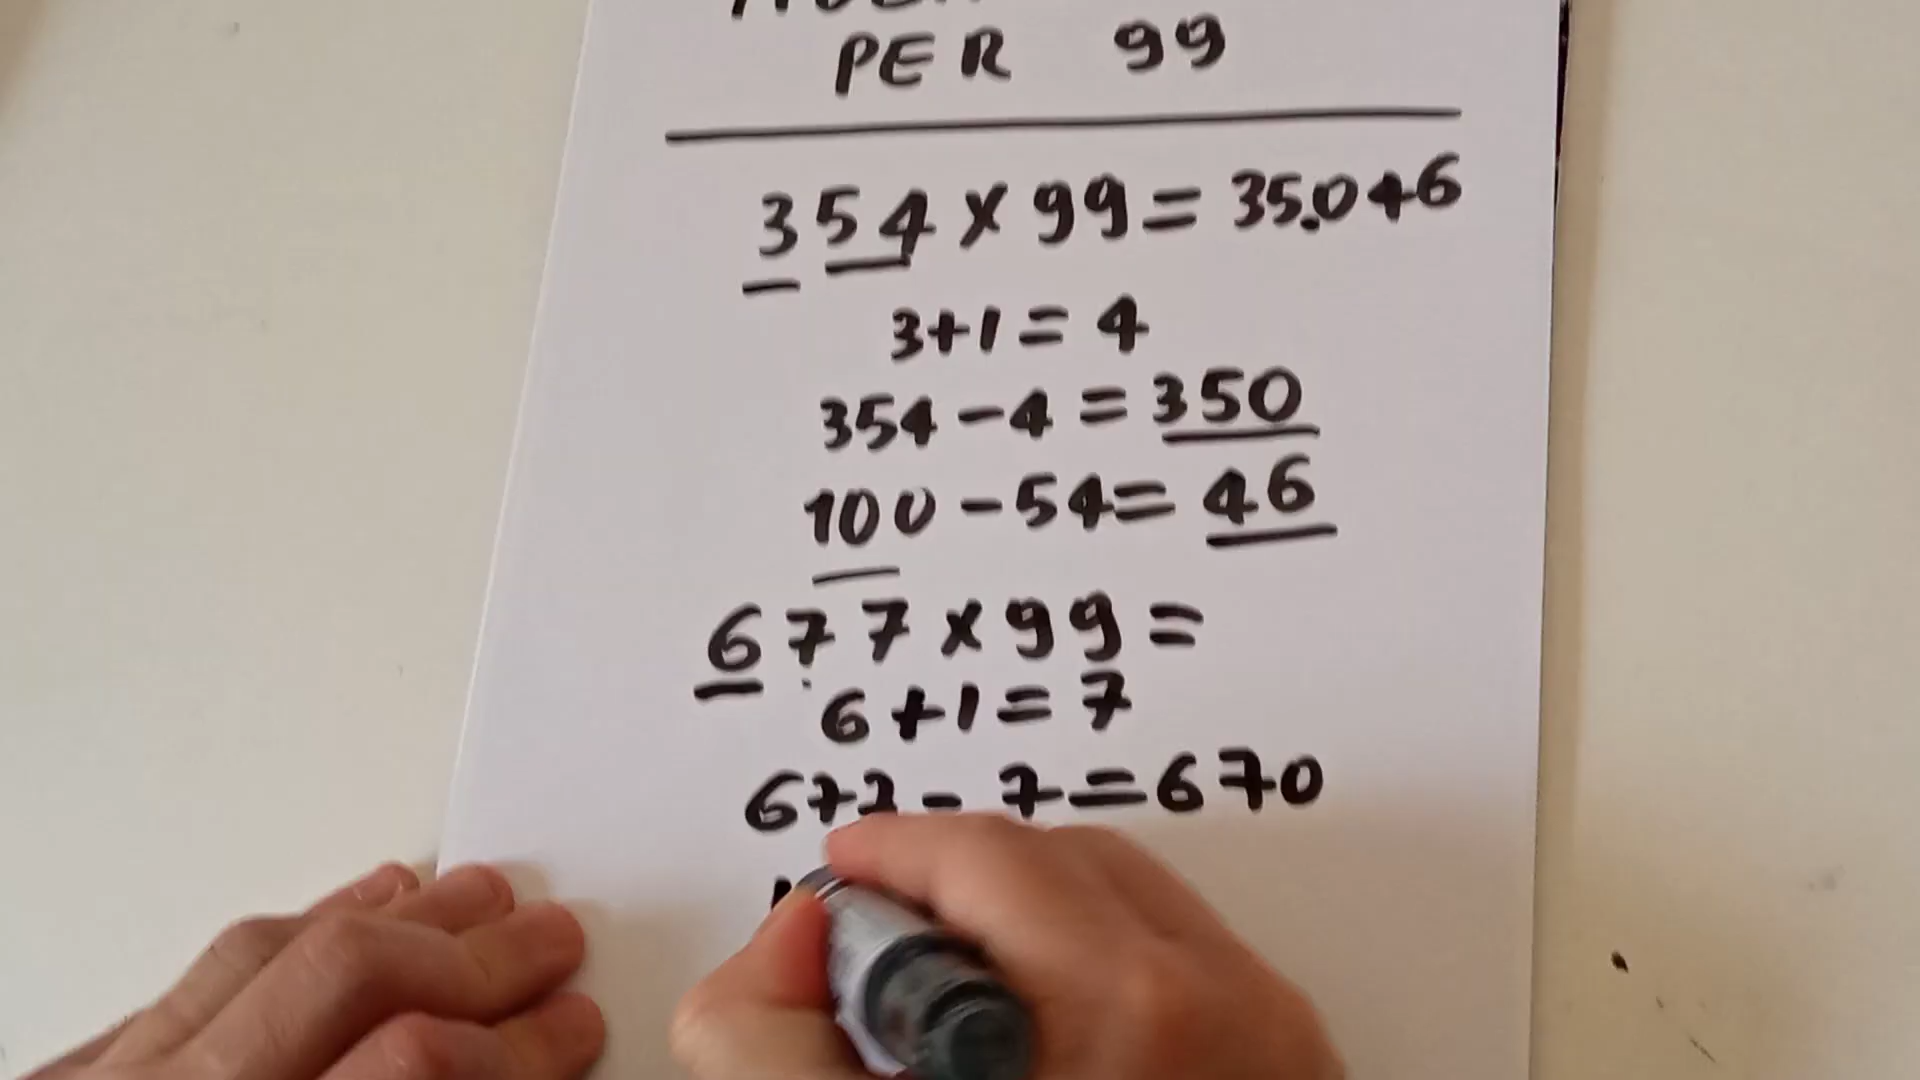 PER 99
354 x 99 = 35.046
3+1 = 4
354 - 4 = 350
100 - 54 = 46
677 x 99 =
6+1 = 7
677 - 7 = 670
1